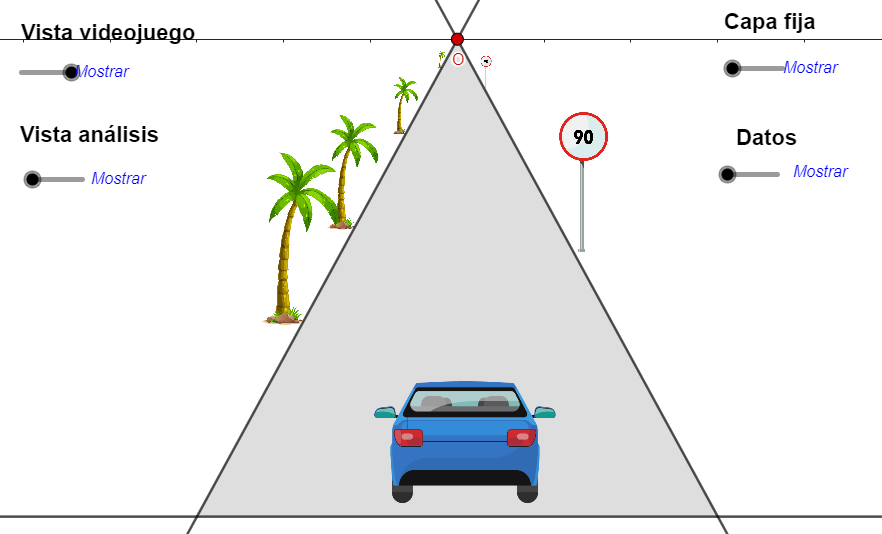 Vista videojuego
Mostrar
Vista análisis
Mostrar
Capa fija
Mostrar
Datos
Mostrar
O
90